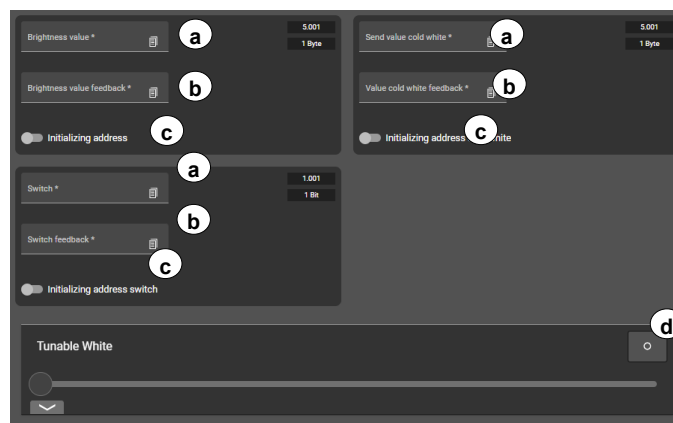 Brightness value *
a
5.001
1 Byte
Brightness value feedback *
b
Initializing address
c
Send value cold white *
a
5.001
1 Byte
Value cold white feedback *
b
Initializing address
c
Switch *
a
1.001
1 Bit
Switch feedback *
b
c
Initializing address switch
Tunable White
d